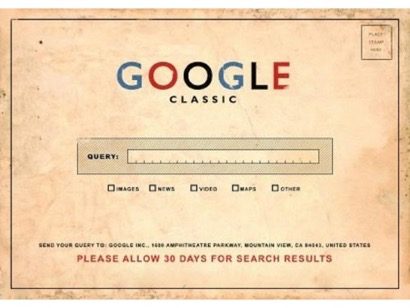 PLACE
STAMP
HERE
GOOGLE
CLASSIC
QUERY:
IMAGES NEWS VIDEO MAPS OTHER
SEND YOUR QUERY TO: GOOGLE INC., 1600 AMPHITHEATRE PARKWAY, MOUNTAIN VIEW, CA 94043, UNITED STATES
PLEASE ALLOW 30 DAYS FOR SEARCH RESULTS